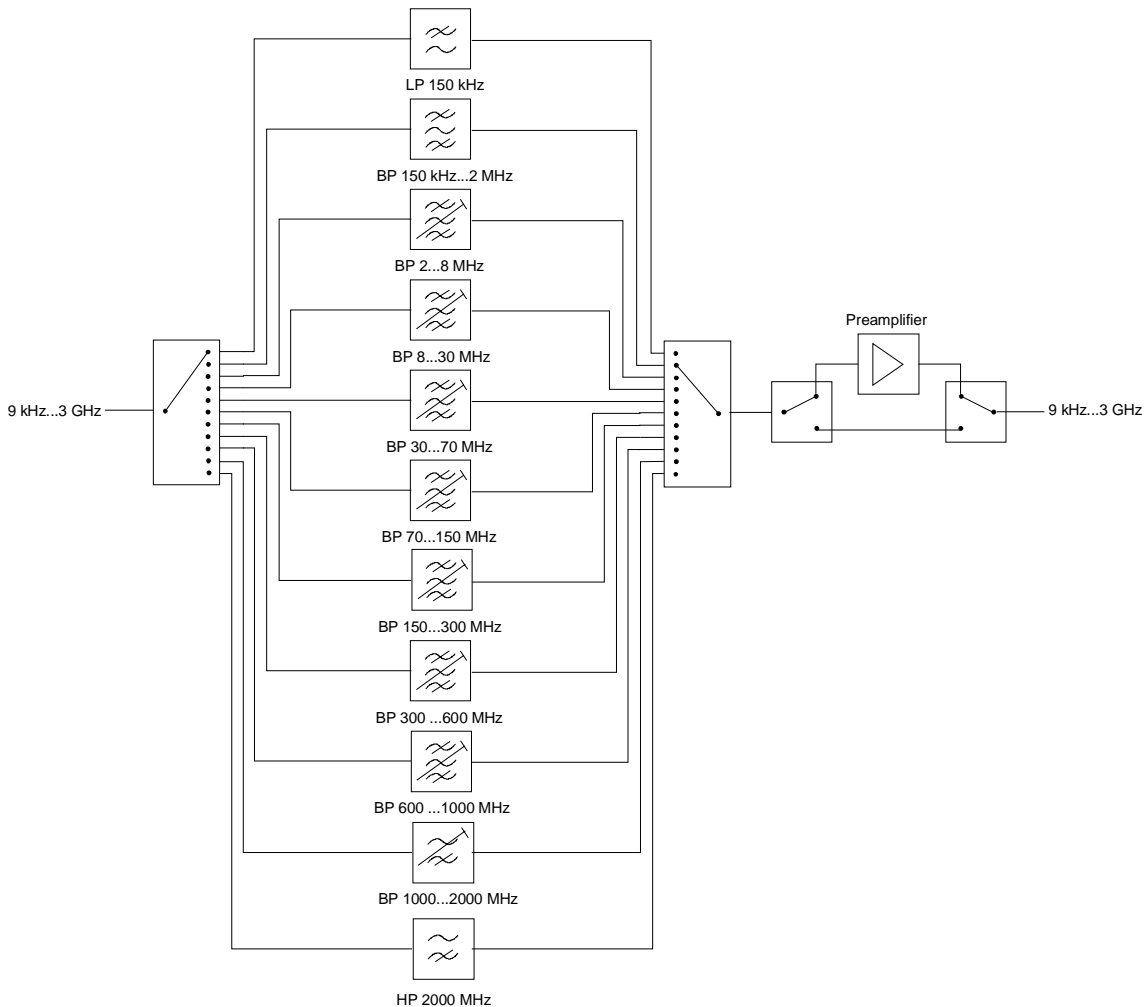 LP 150 kHz
BP 150 kHz...2 MHz
BP 2...8 MHz
BP 8...30 MHz
Preamplifier
9 kHz...3 GHz
9 kHz...3 GHz
BP 30...70 MHz
BP 70...150 MHz
BP 150...300 MHz
BP 300 ...600 MHz
BP 600 ...1000 MHz
BP 1000...2000 MHz
HP 2000 MHz